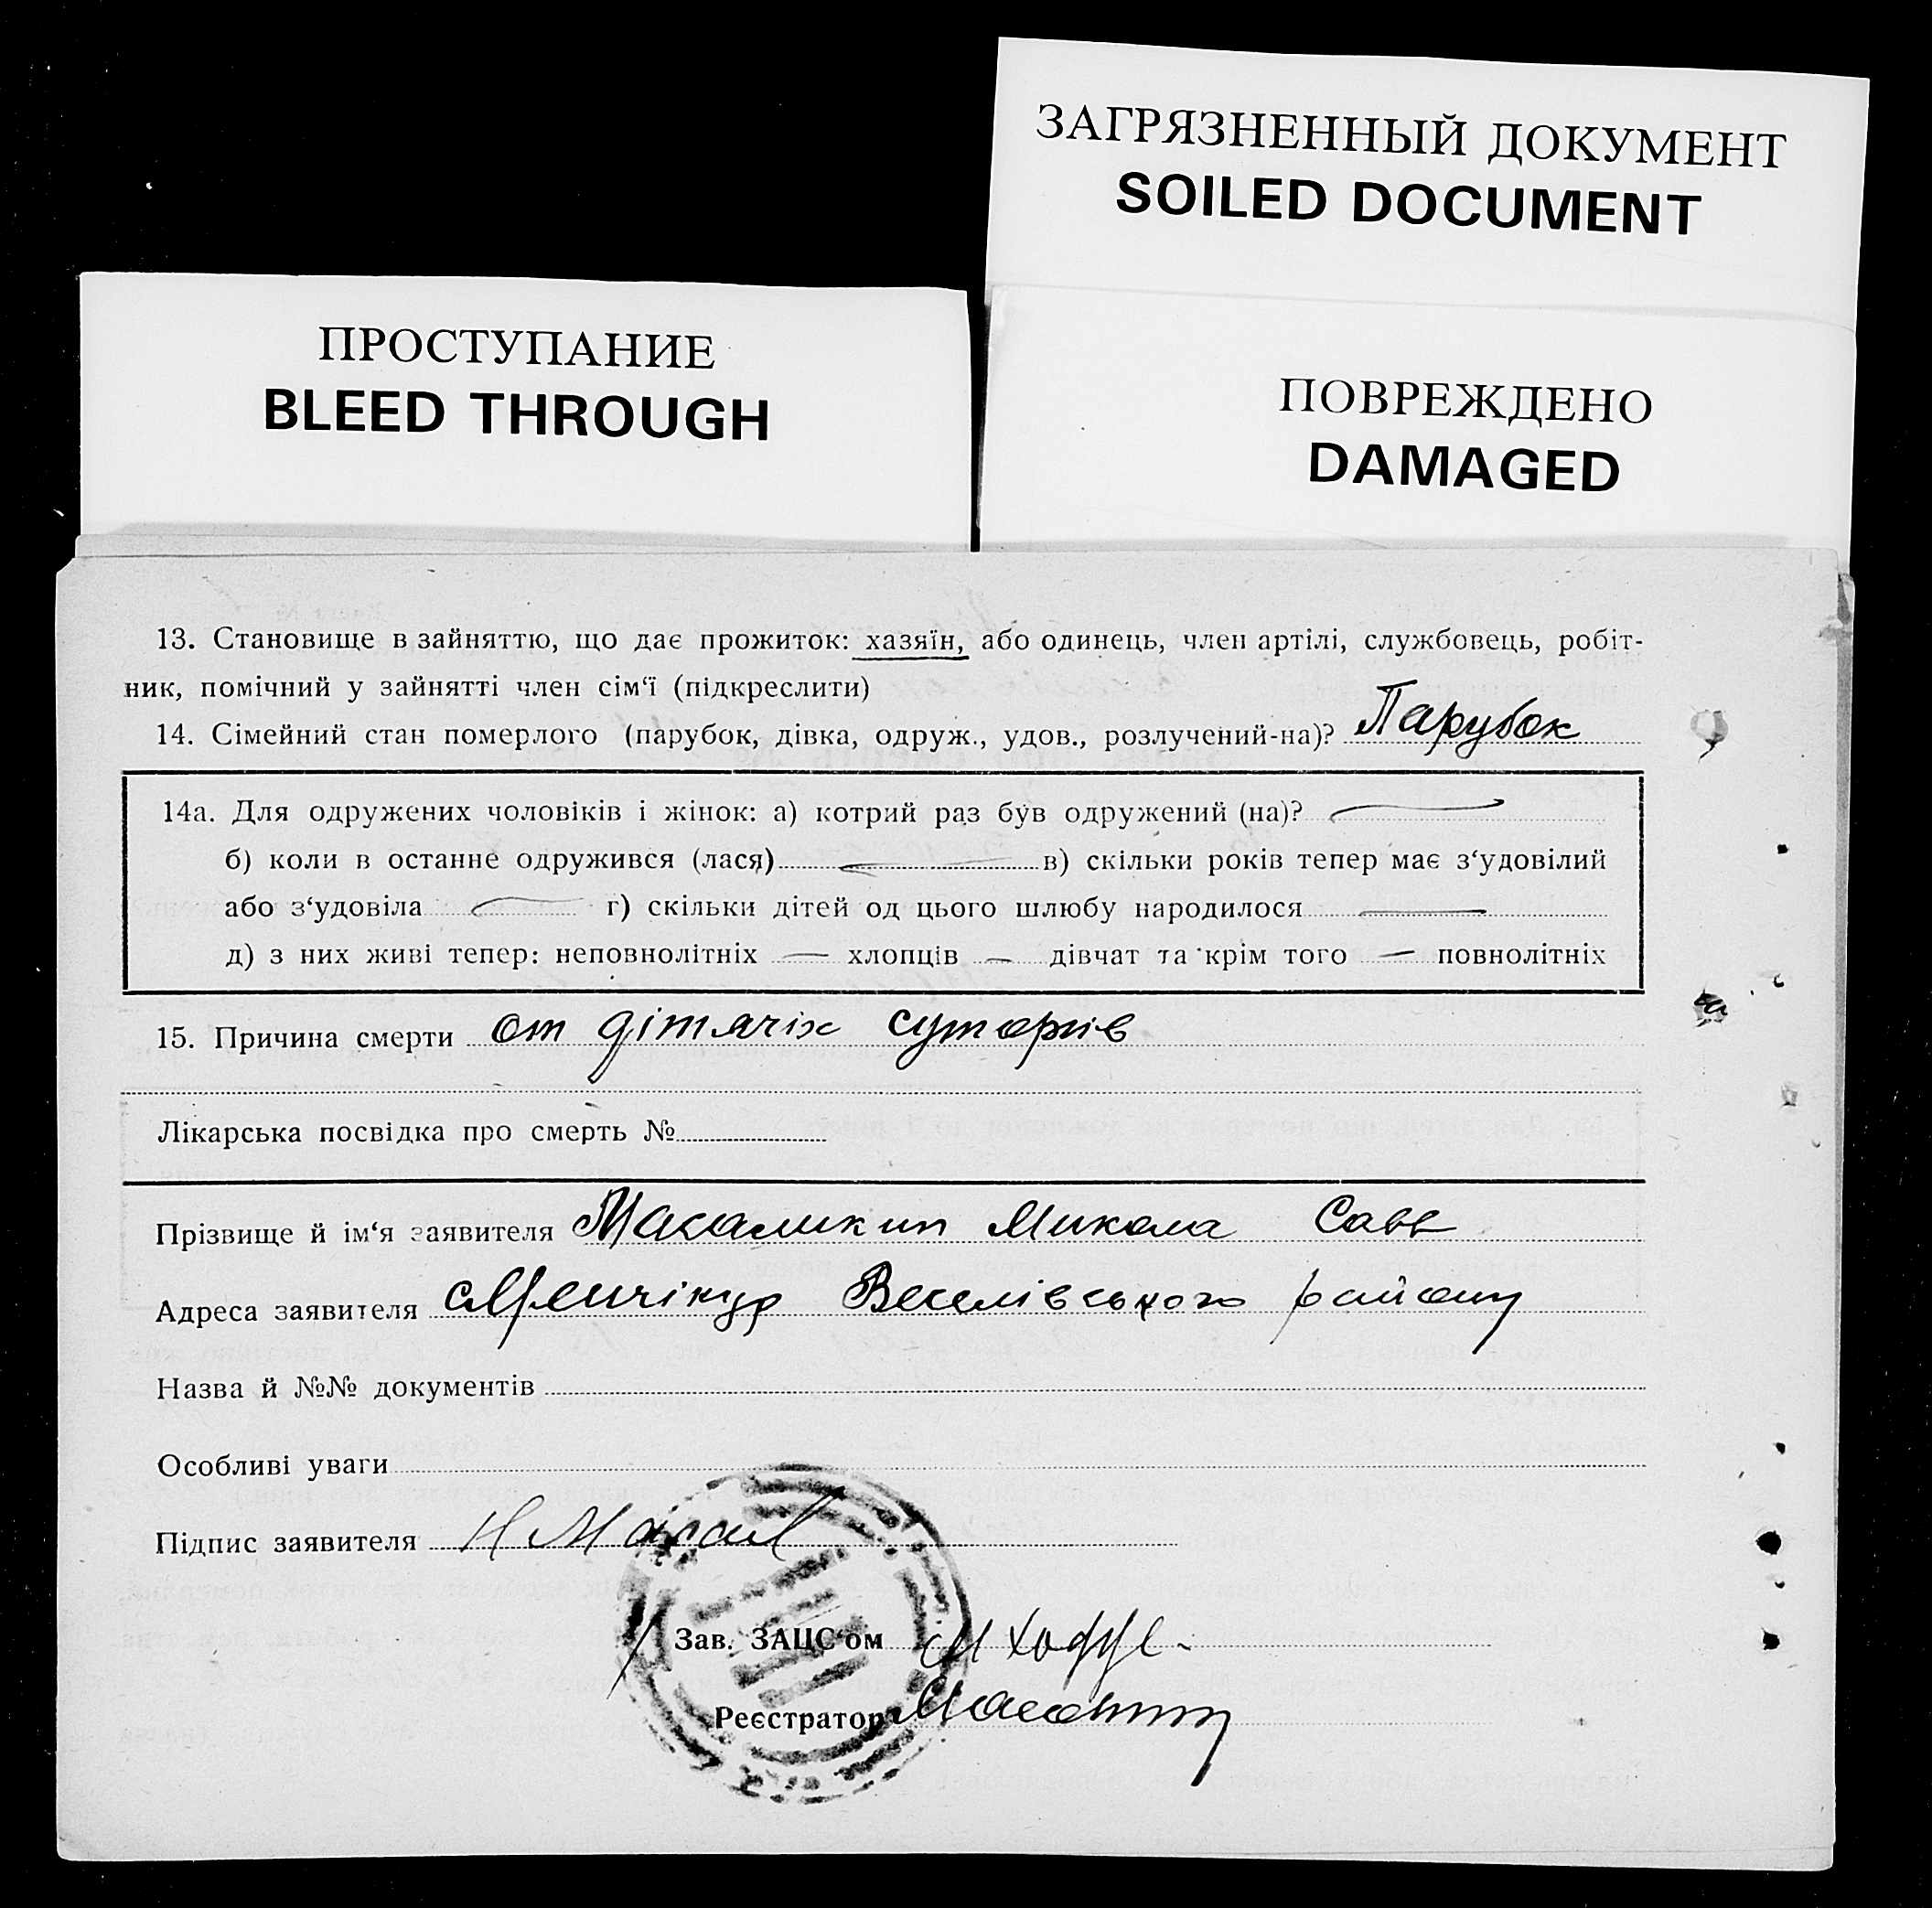 ЗАГРЯЗНЕННЫЙ ДОКУМЕНТ
SOILED DOCUMENT
ПРОСТУПАНИЕ
BLEED THROUGH
ПОВРЕЖДЕНО
DAMAGED
13. Становище в зайняттю, що дає прожиток: хазяїн, або одинець, член артілі, службовець, робіт-
ник, помічний у зайнятті член сім‘ї (підкреслити)
14. Сімейний стан померлого (парубок, дівка, одруж., удов., розлучений-на)? Парубок
14а. Для одружених чоловіків і жінок: а) котрий раз був одружений (на)?
б) коли в останнє одружився (лася) в) скільки років тепер має з‘удовілий
або з‘удовіла — г) скільки дітей од цього шлюбу народилося —
д) з них живі тепер: неповнолітніх — хлопців — дівчат та крім того — повнолітніх
15. Причина смерти от дітячіх суторгів
Лікарська посвідка про смерть №
Прізвище й ім‘я заявителя Микола Савв
Адреса заявителя Веселівського району
Назва й №№ документів
Особливі уваги
Підпис заявителя
Зав. ЗАЦС‘ом
Реєстратор